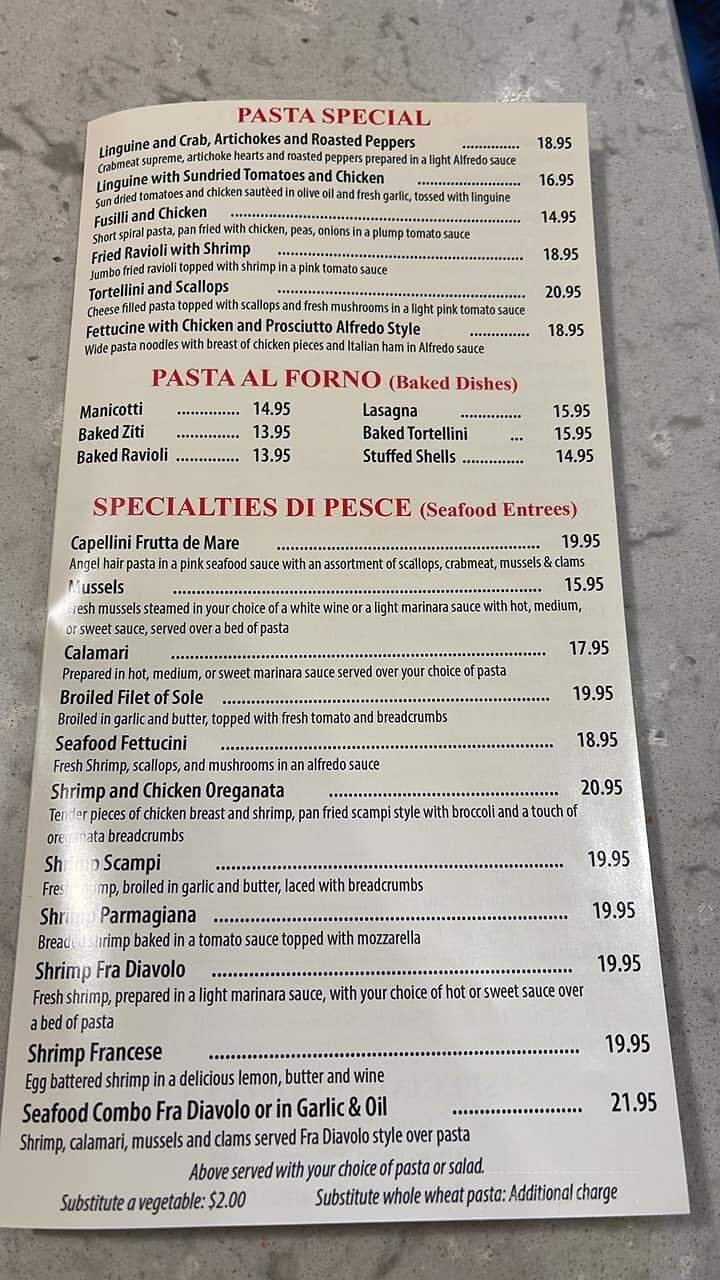 PASTA SPECIAL
Linguine and Crab, Artichokes and Roasted Peppers ............. 18.95
Crabmeat supreme, artichoke hearts and roasted peppers prepared in a light Alfredo sauce
Linguine with Sundried Tomatoes and Chicken ........................ 16.95
Sun dried tomatoes and chicken sautèed in olive oil and fresh garlic, tossed with linguine
Fusilli and Chicken .................................................................... 14.95
Short spiral pasta, pan fried with chicken, peas, onions in a plump tomato sauce
Fried Ravioli with Shrimp ......................................................... 18.95
Jumbo fried ravioli topped with shrimp in a pink tomato sauce
Tortellini and Scallops ......................................................... 20.95
Cheese filled pasta topped with scallops and fresh mushrooms in a light pink tomato sauce
Fettucine with Chicken and Prosciutto Alfredo Style .............. 18.95
Wide pasta noodles with breast of chicken pieces and Italian ham in Alfredo sauce
PASTA AL FORNO (Baked Dishes)
Manicotti .............. 14.95 Lasagna .............. 15.95
Baked Ziti .............. 13.95 Baked Tortellini ... 15.95
Baked Ravioli .............. 13.95 Stuffed Shells .............. 14.95
SPECIALTIES DI PESCE (Seafood Entrees)
Capellini Frutta de Mare ............................................................ 19.95
Angel hair pasta in a pink seafood sauce with an assortment of scallops, crabmeat, mussels & clams
Mussels .................................................................................... 15.95
Fresh mussels steamed in your choice of a white wine or a light marinara sauce with hot, medium,
or sweet sauce, served over a bed of pasta
Calamari .................................................................................... 17.95
Prepared in hot, medium, or sweet marinara sauce served over your choice of pasta
Broiled Filet of Sole ........................................................................ 19.95
Broiled in garlic and butter, topped with fresh tomato and breadcrumbs
Seafood Fettucini ........................................................................ 18.95
Fresh Shrimp, scallops, and mushrooms in an alfredo sauce
Shrimp and Chicken Oreganata .................................................. 20.95
Tender pieces of chicken breast and shrimp, pan fried scampi style with broccoli and a touch of
oreganata breadcrumbs
Shrimp Scampi ........................................................................ 19.95
Fresh shrimp, broiled in garlic and butter, laced with breadcrumbs
Shrimp Parmagiana ........................................................................ 19.95
Breaded shrimp baked in a tomato sauce topped with mozzarella
Shrimp Fra Diavolo ........................................................................ 19.95
Fresh shrimp, prepared in a light marinara sauce, with your choice of hot or sweet sauce over
a bed of pasta
Shrimp Francese ........................................................................ 19.95
Egg battered shrimp in a delicious lemon, butter and wine
Seafood Combo Fra Diavolo or in Garlic & Oil ......................... 21.95
Shrimp, calamari, mussels and clams served Fra Diavolo style over pasta
Above served with your choice of pasta or salad.
Substitute a vegetable: $2.00 Substitute whole wheat pasta: Additional charge